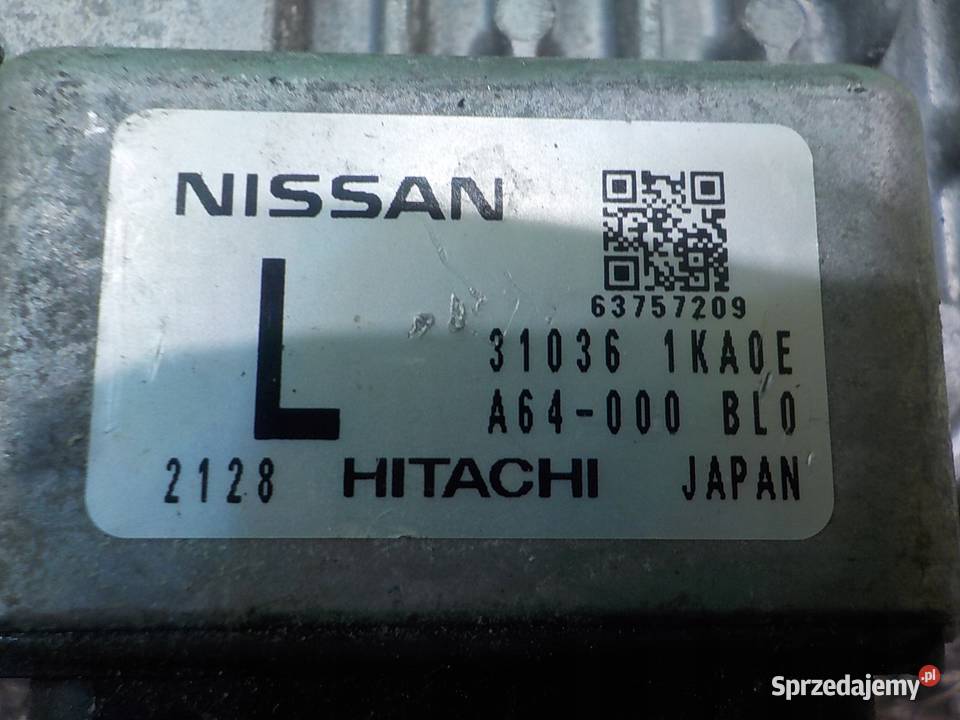 NISSAN
63757209
L
31036 1KA0E
A64-000 BL0
2128 HITACHI JAPAN
Sprzedajemy.pl